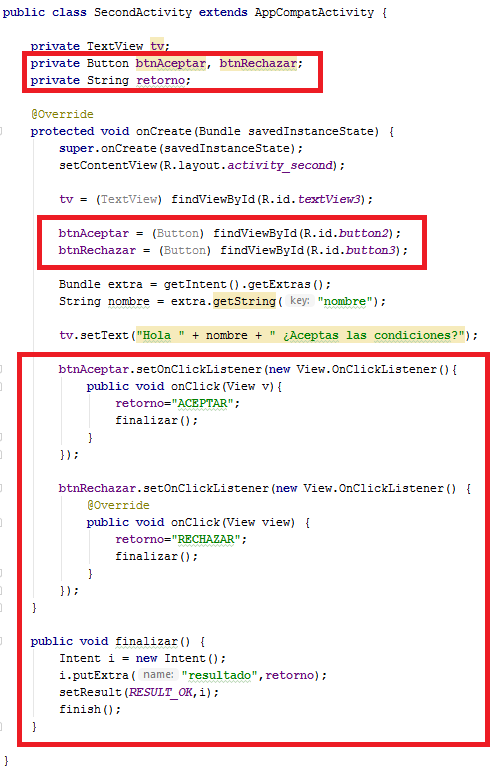 public class SecondActivity extends AppCompatActivity {
private TextView tv;
private Button btnAceptar, btnRechazar;
private String retorno;
@Override
protected void onCreate(Bundle savedInstanceState) {
super.onCreate(savedInstanceState);
setContentView(R.layout.activity_second);
tv = (TextView) findViewById(R.id.textView3);
btnAceptar = (Button) findViewById(R.id.button2);
btnRechazar = (Button) findViewById(R.id.button3);
Bundle extra = getIntent().getExtras();
String nombre = extra.getString( key: "nombre");
tv.setText("Hola " + nombre + " ¿Aceptas las condiciones?");
btnAceptar.setOnClickListener(new View.OnClickListener(){
public void onClick(View v){
retorno="ACEPTAR";
finalizar();
}
});
btnRechazar.setOnClickListener(new View.OnClickListener() {
@Override
public void onClick(View view) {
retorno="RECHAZAR";
finalizar();
}
});
}
public void finalizar() {
Intent i = new Intent();
i.putExtra( name: "resultado",retorno);
setResult(RESULT_OK,i);
finish();
}
}